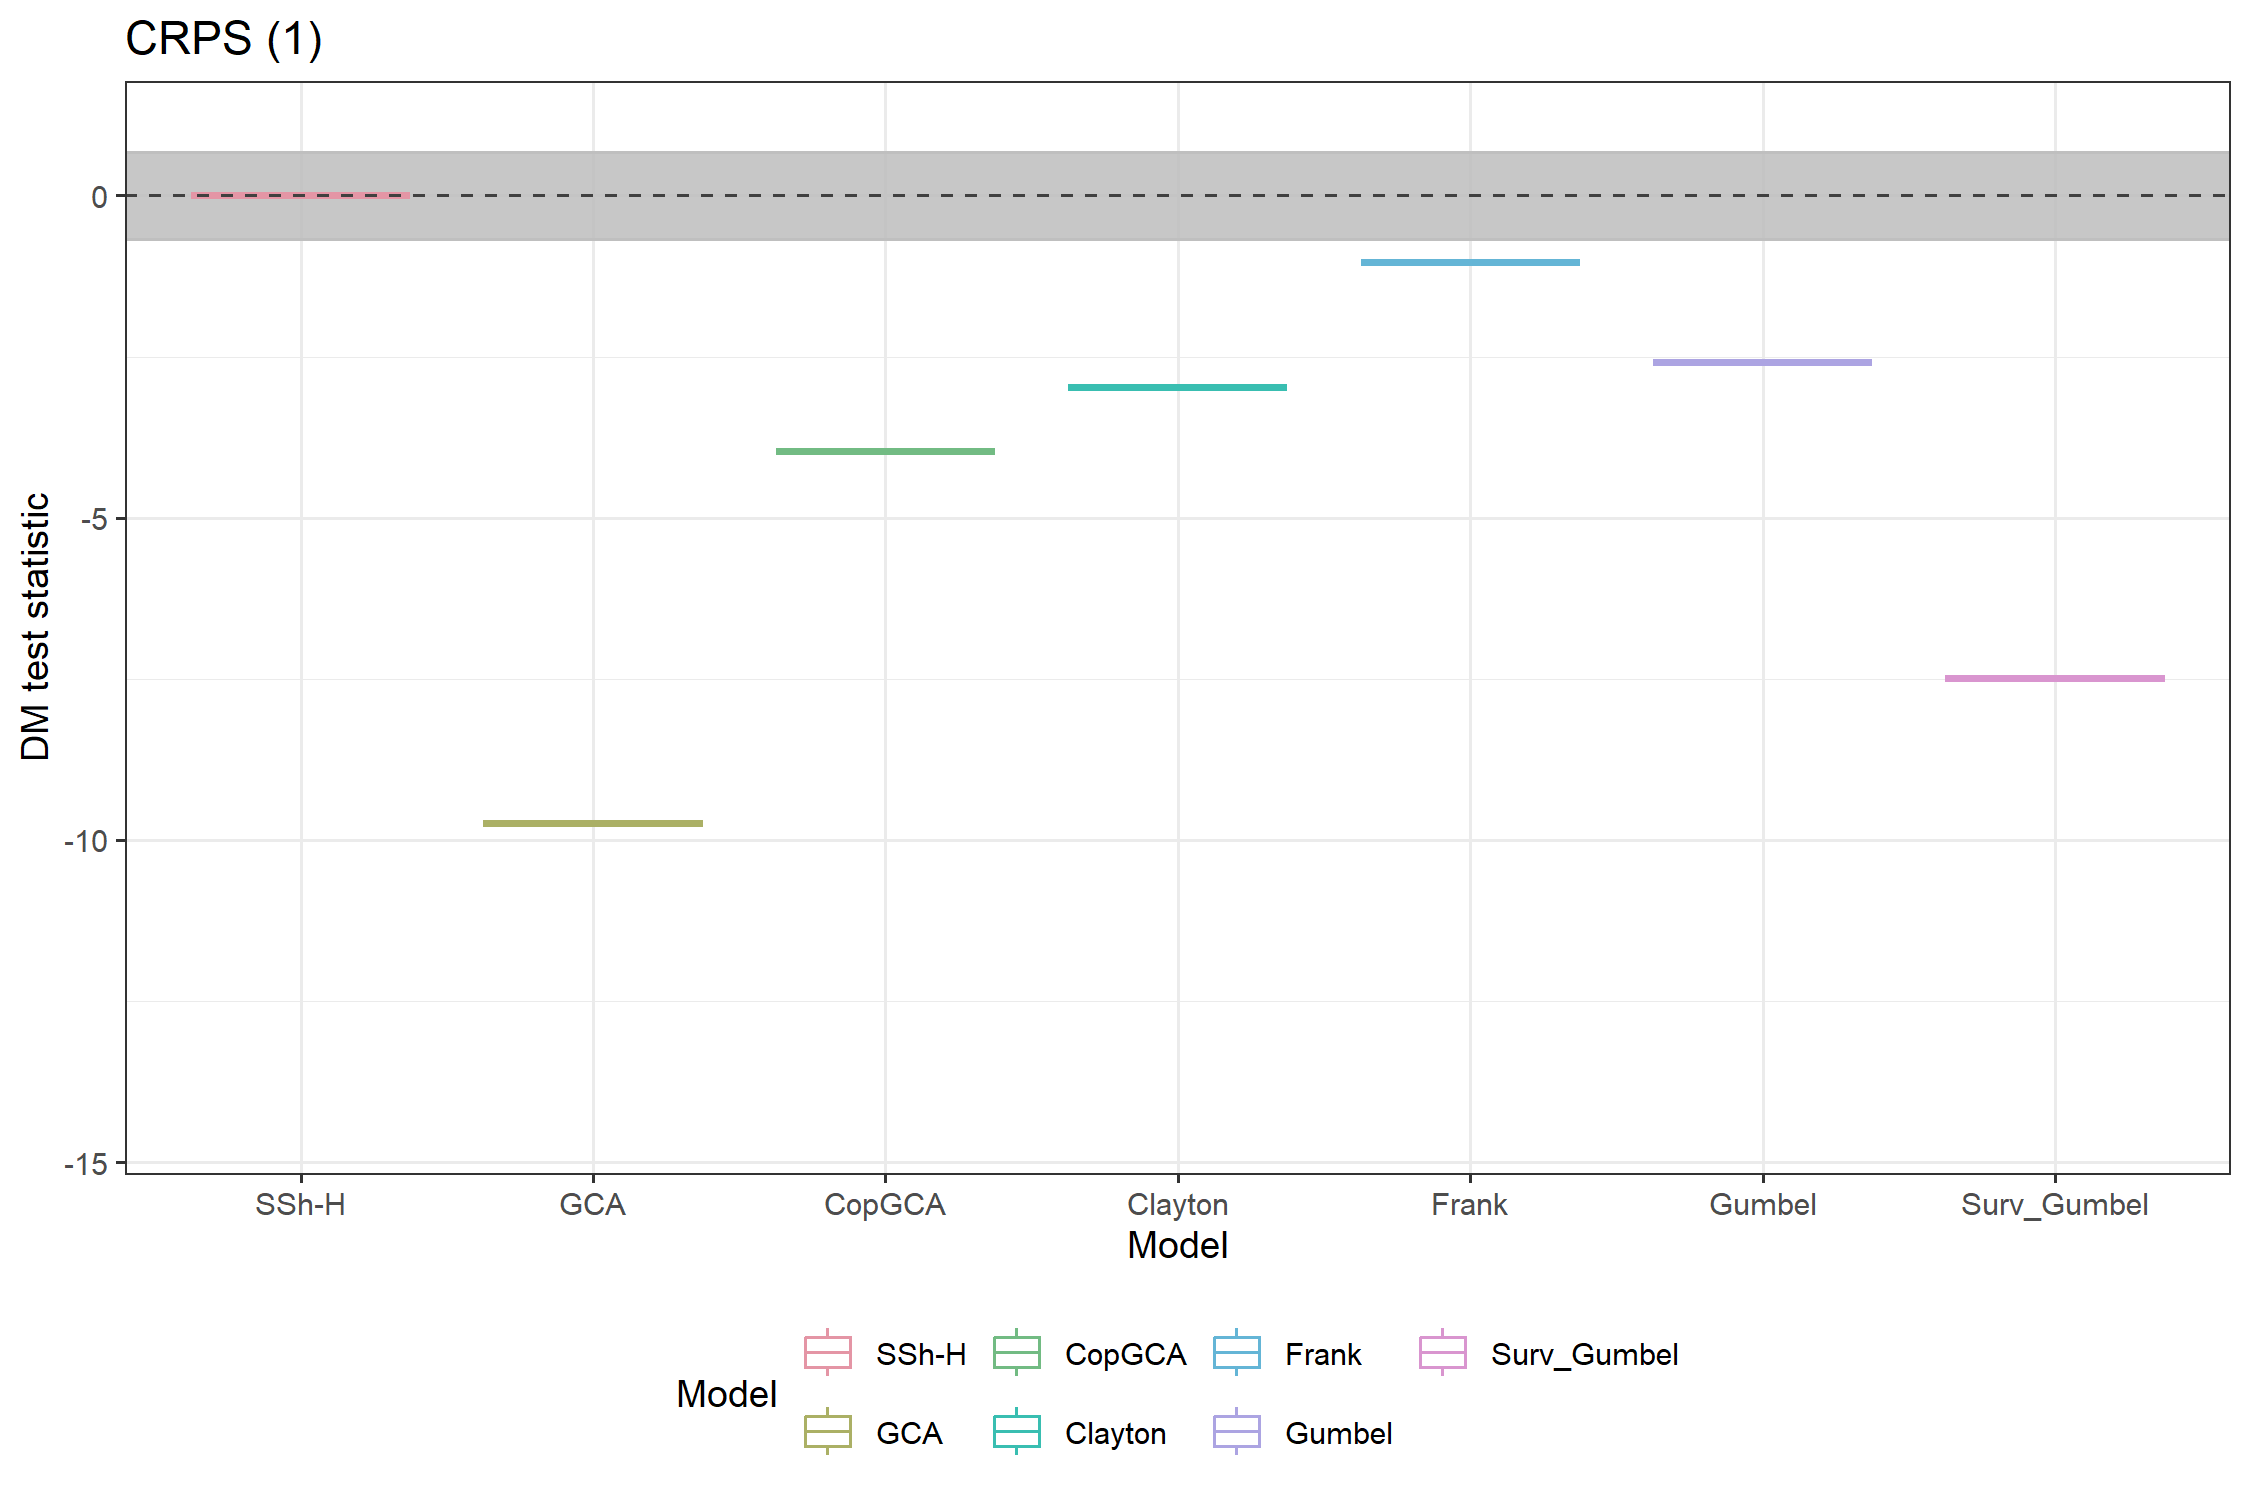 CRPS (1)
0
-5
-10
-15
DM test statistic
SSh-H GCA CopGCA Clayton Frank Gumbel Surv_Gumbel
Model
Model
SSh-H CopGCA Frank Surv_Gumbel
GCA Clayton Gumbel